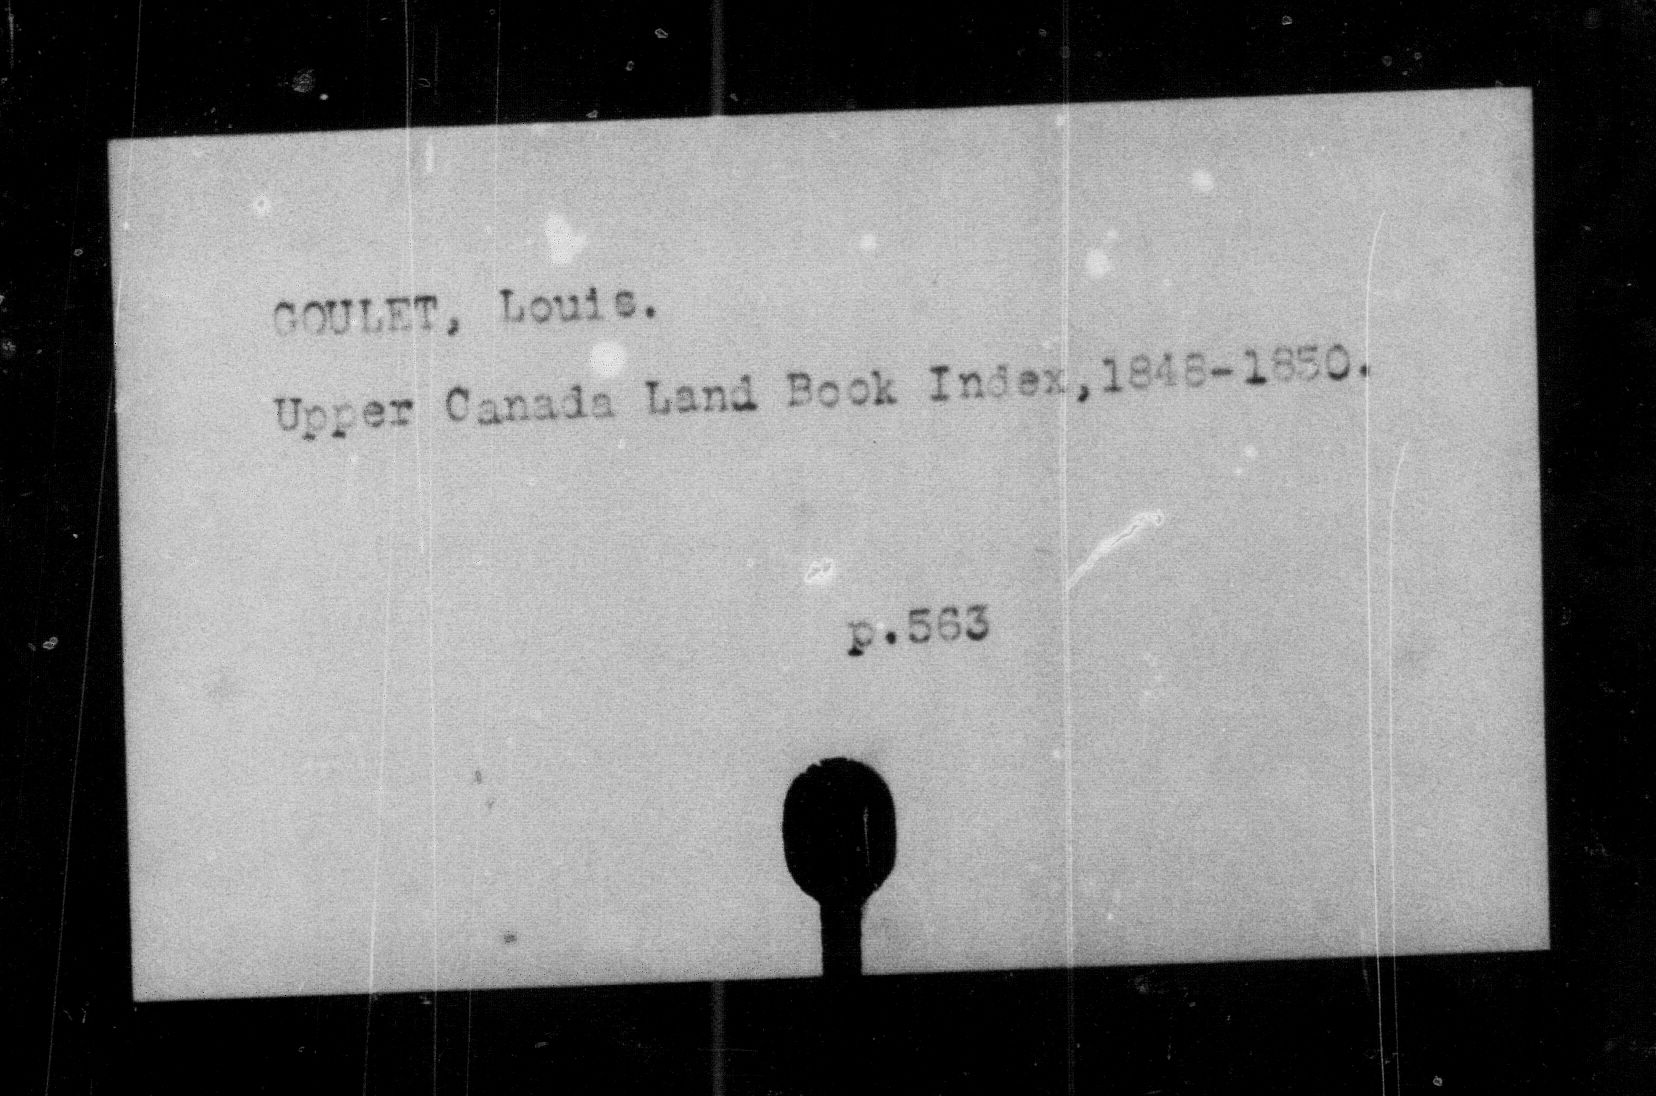 GOULET, Louis.
Upper Canada Land Book Index,1848-1850.
p.563